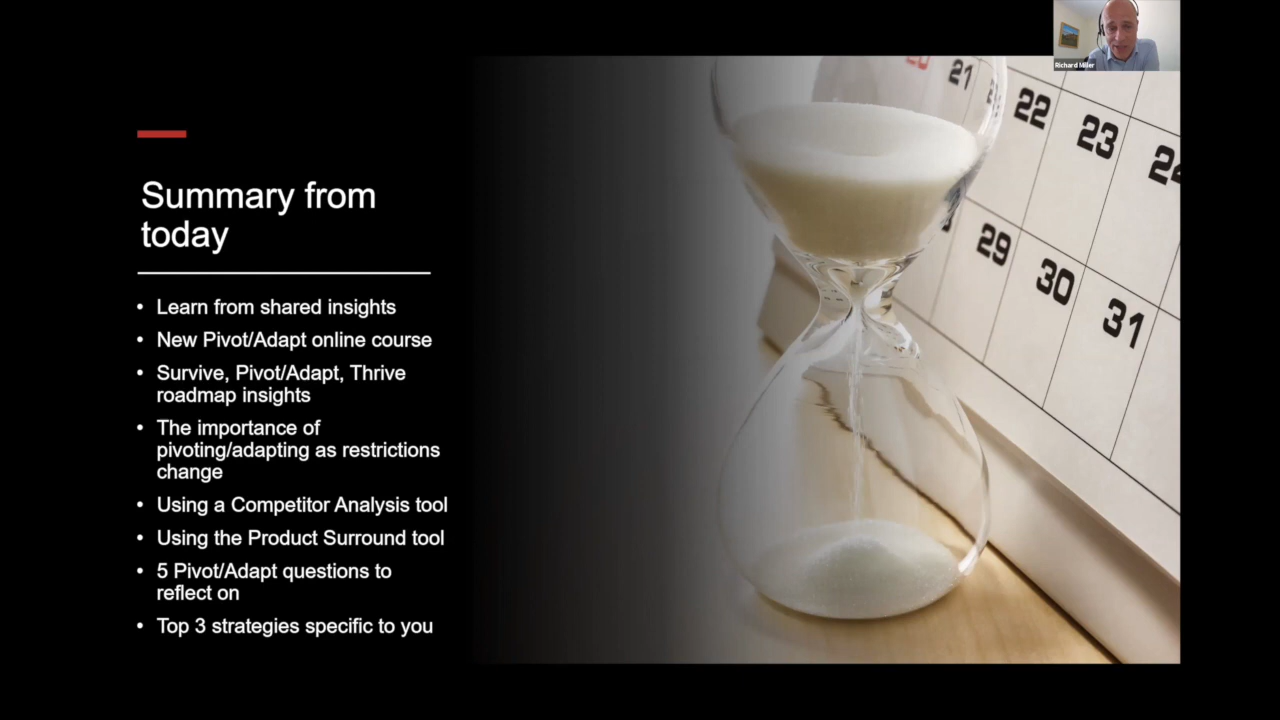 Richard Miller
20
21
22
23
24
29
30
31
Summary from
today
• Learn from shared insights
• New Pivot/Adapt online course
• Survive, Pivot/Adapt, Thrive
roadmap insights
• The importance of
pivoting/adapting as restrictions
change
• Using a Competitor Analysis tool
• Using the Product Surround tool
• 5 Pivot/Adapt questions to
reflect on
• Top 3 strategies specific to you